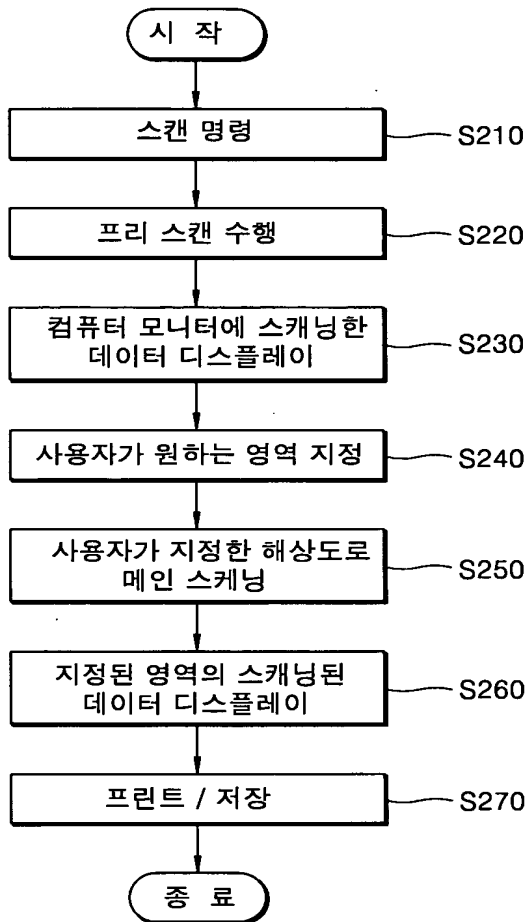 시 작
스캔 명령
S210
프리 스캔 수행
S220
컴퓨터 모니터에 스캐닝한
데이터 디스플레이
S230
사용자가 원하는 영역 지정
S240
사용자가 지정한 해상도로
메인 스케닝
S250
지정된 영역의 스캐닝된
데이터 디스플레이
S260
프린트 / 저장
S270
종 료